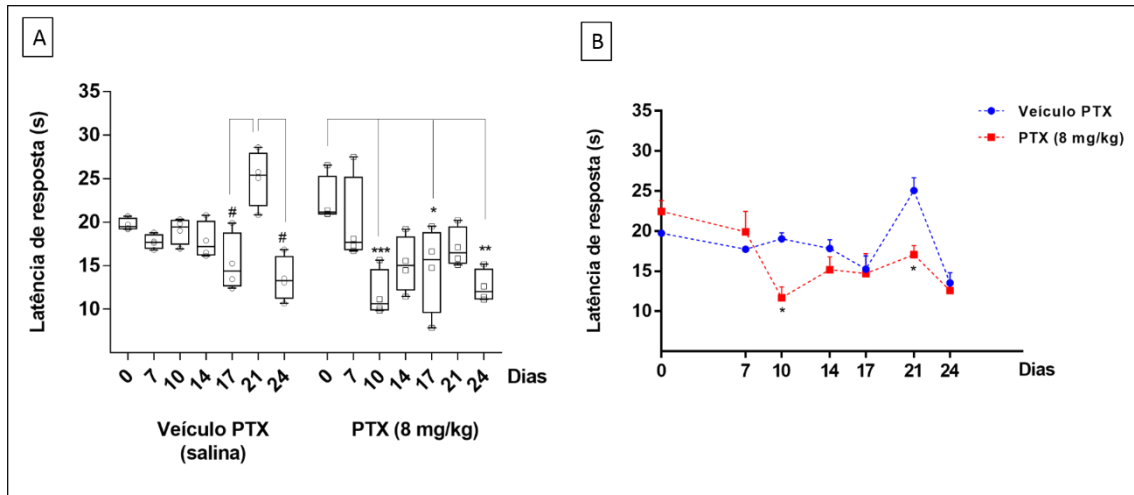 A
Latência de resposta (s)
35
30
25
20
15
10
# # *** * **
0 7 10 14 17 21 24 0 7 10 14 17 21 24 Dias
Veículo PTX PTX (8 mg/kg)
(salina)
B
Veículo PTX
PTX (8 mg/kg)
Latência de resposta (s)
35
30
25
20
15
10
* *
0 7 10 14 17 21 24 Dias